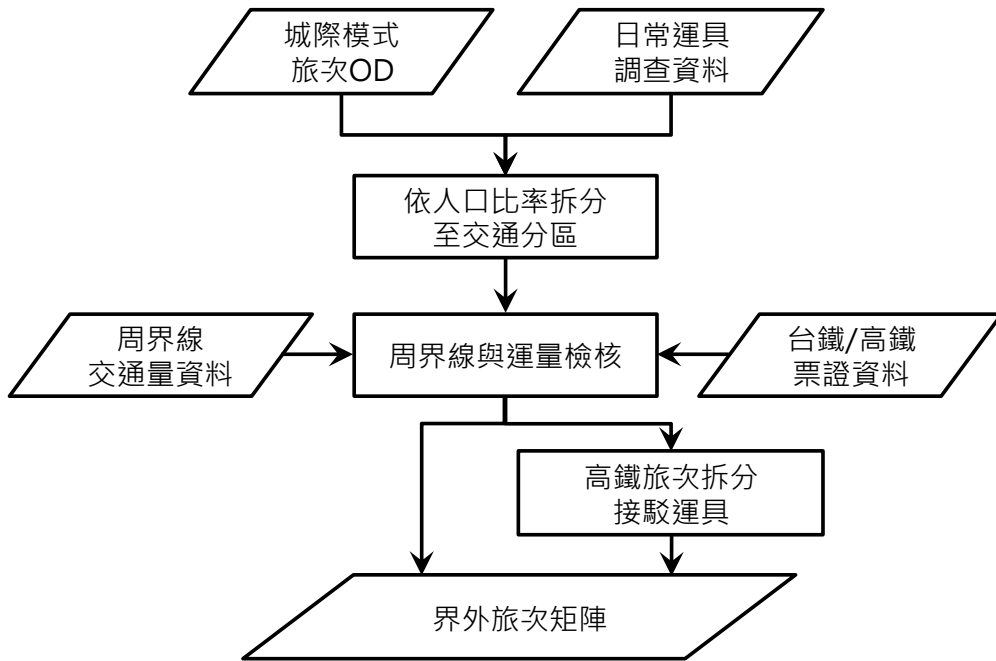 城際模式
旅次OD
日常運具
調查資料
依人口比率拆分
至交通分區
周界線
交通量資料
周界線與運量檢核
台鐵/高鐵
票證資料
高鐵旅次拆分
接駁運具
界外旅次矩陣